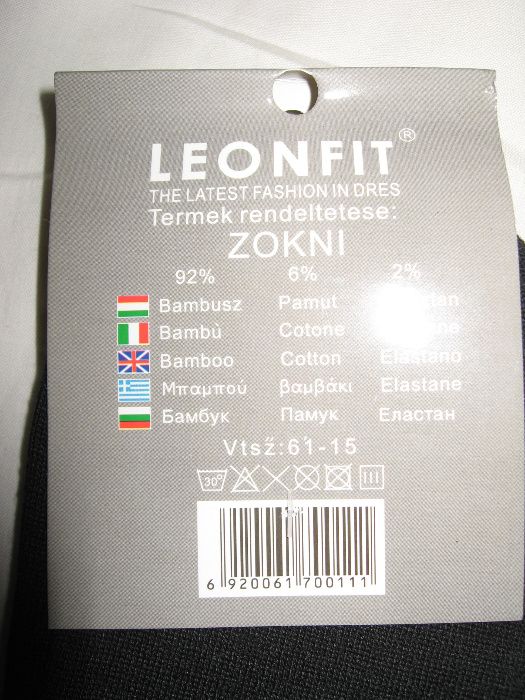 LEONFIT®
THE LATEST FASHION IN DRES
Termek rendeltetese:
ZOKNI
92% 6% 2%
Bambusz Pamut
Bambù Cotone
Bamboo Cotton Elastano
Μπαμπού βαμβάκι Elastane
Бамбук Памук Еластан
Vtsž:61-15
30°
6 920061 700111